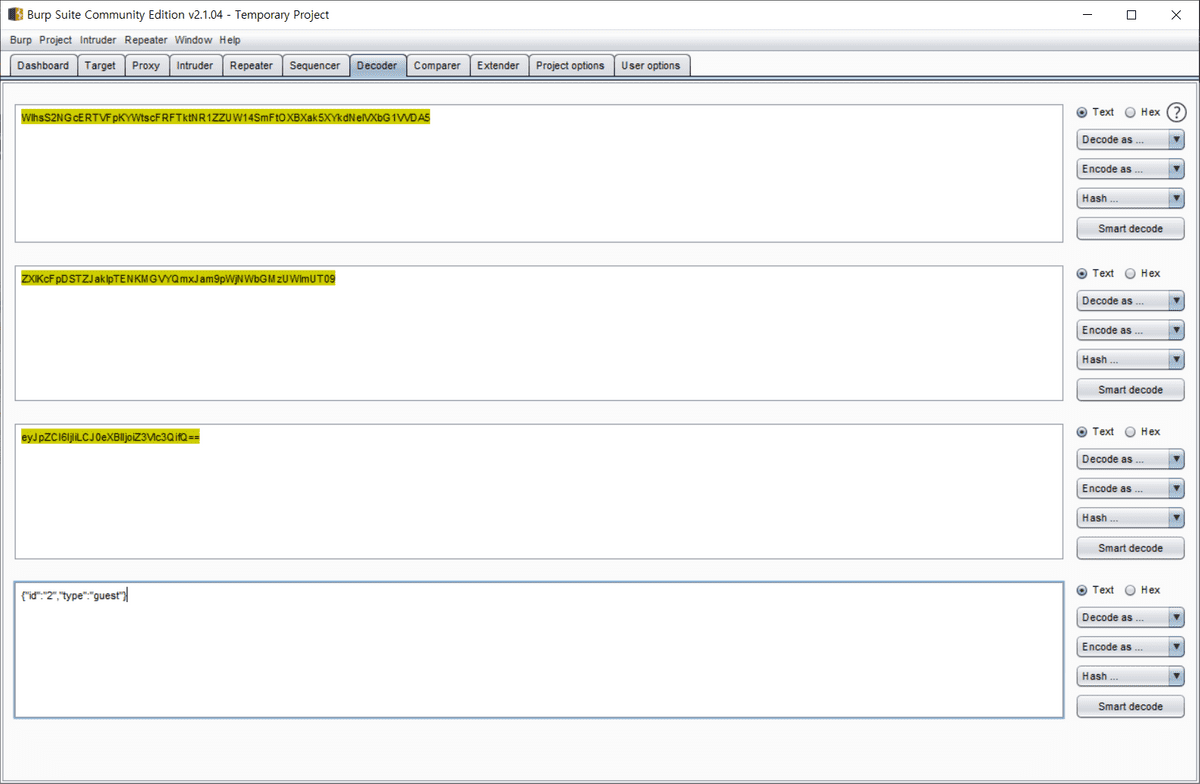 Burp Suite Community Edition v2.1.04 - Temporary Project
Burp Project Intruder Repeater Window Help
Dashboard Target Proxy Intruder Repeater Sequencer Decoder Comparer Extender Project options User options
WlhsS2NGcERTVFpKYWtscFRFTktNR1ZZUW14SmFtOXBXak5XYkdNelVXbG1VVDA5
Text Hex ?
Decode as ...
Encode as ...
Hash ...
Smart decode
ZXlKcFpDSTZJaklpTENKMGVYQmxJam9pWjNWbGMzUWlmUT09
Text Hex
Decode as ...
Encode as ...
Hash ...
Smart decode
eyJpZCI6IjIiLCJ0eXBlIjoiZ3Vlc3QifQ==
Text Hex
Decode as ...
Encode as ...
Hash ...
Smart decode
{"id":"2","type":"guest"}
Text Hex
Decode as ...
Encode as ...
Hash ...
Smart decode